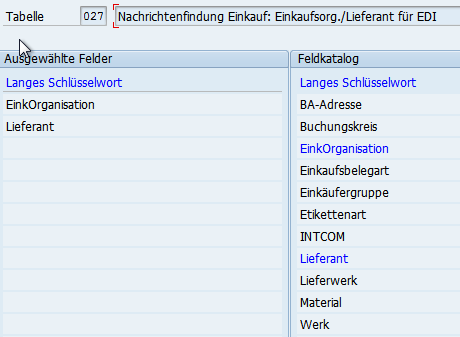 Tabelle 027 Nachrichtenfindung Einkauf: Einkaufsorg./Lieferant für EDI
Ausgewählte Felder
Langes Schlüsselwort
EinkOrganisation
Lieferant
Feldkatalog
Langes Schlüsselwort
BA-Adresse
Buchungskreis
EinkOrganisation
Einkaufsbelegart
Einkäufergruppe
Etikettenart
INTCOM
Lieferant
Lieferwerk
Material
Werk